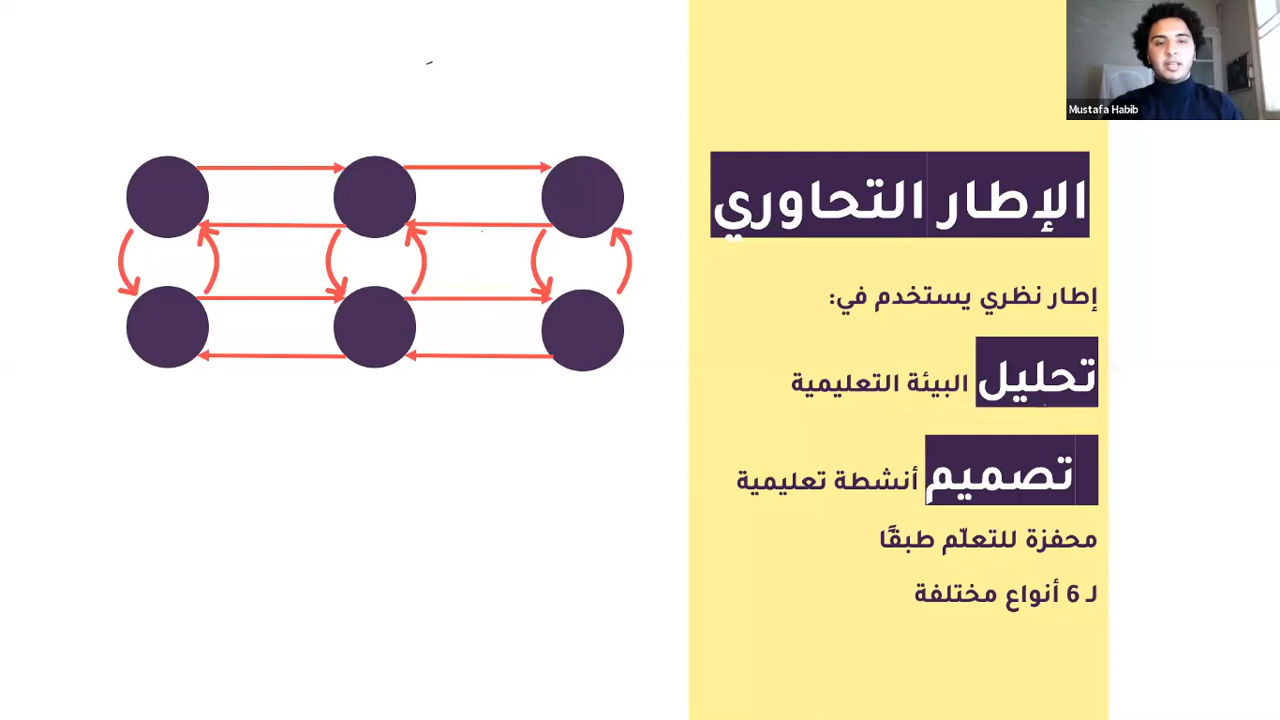 Mustafa Habib
الإطار التحاوري
إطار نظري يستخدم في:
تحليل البيئة التعليمية
تصميم أنشطة تعليمية
محفزة للتعلّم طبقًا
لـ 6 أنواع مختلفة